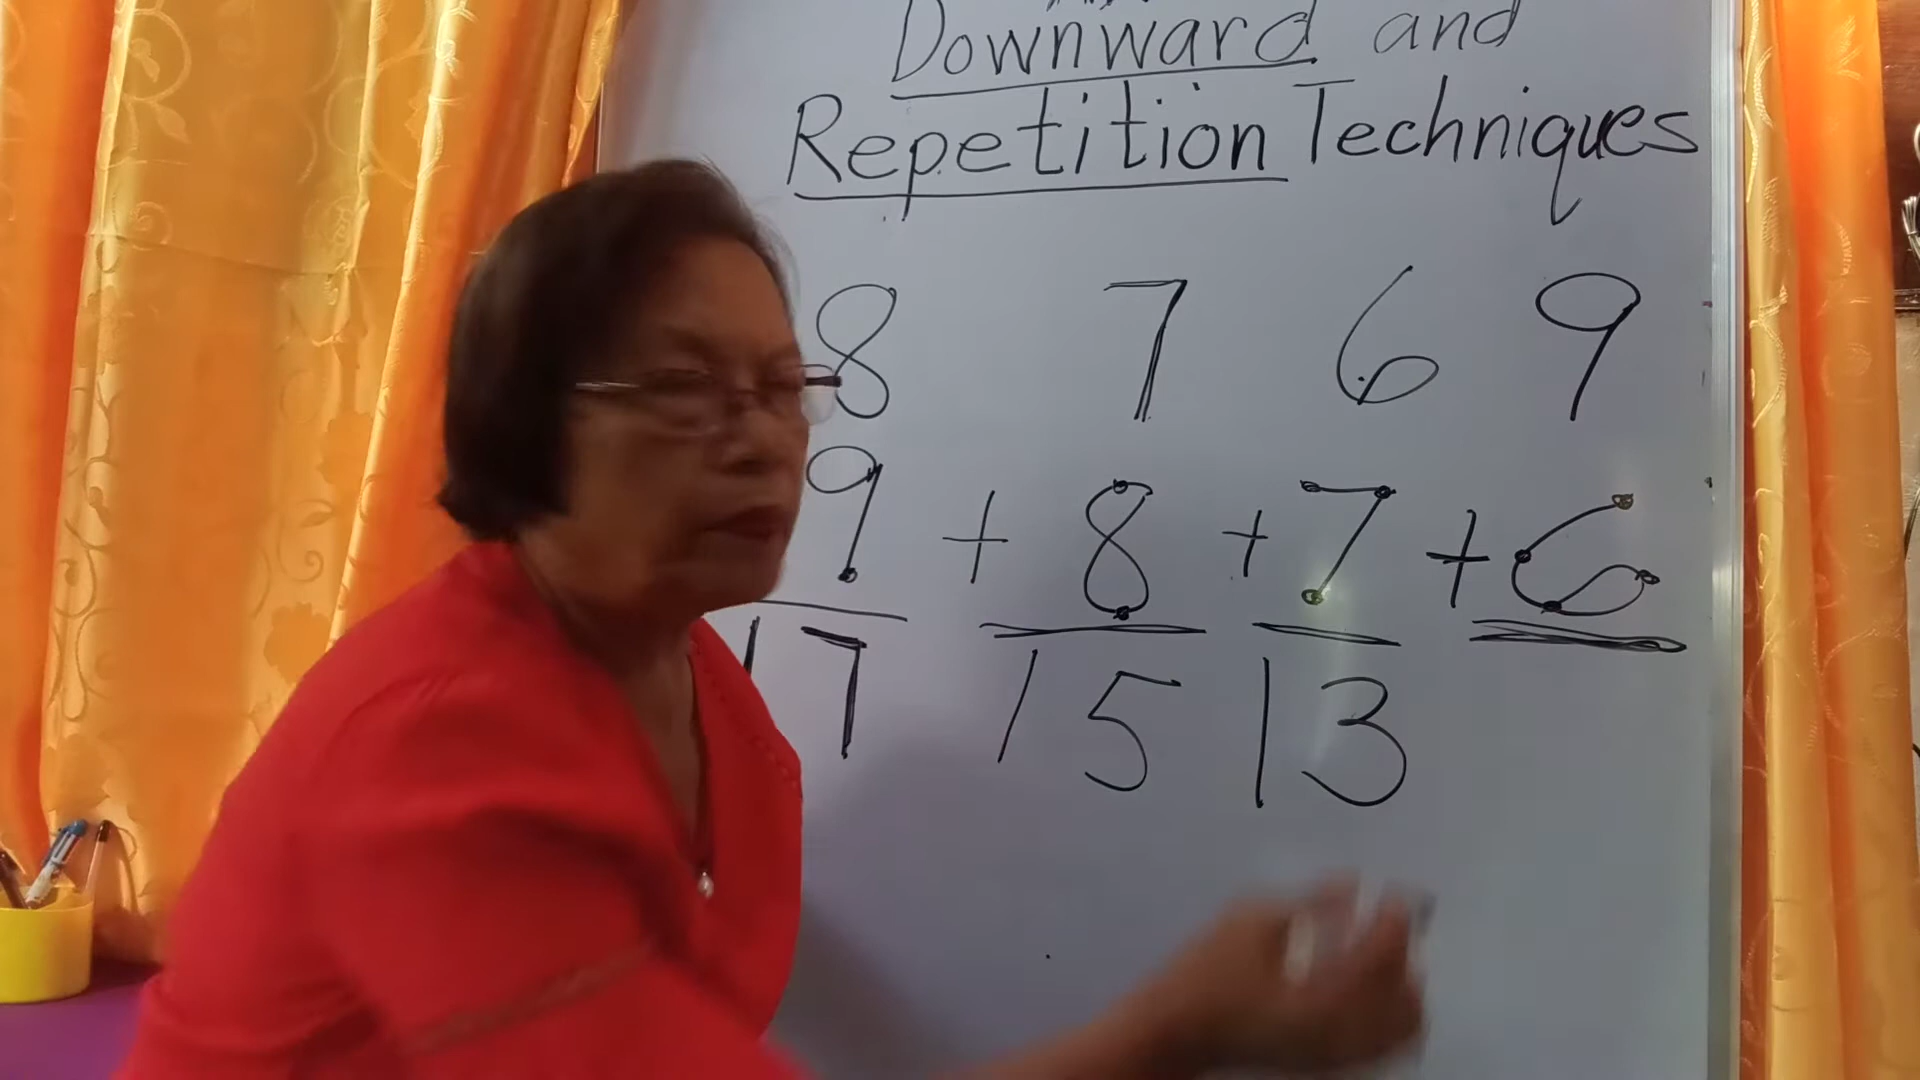 Downward and
Repetition Techniques
8 7 6 9
9 + 8 + 7 + 6
17 15 13